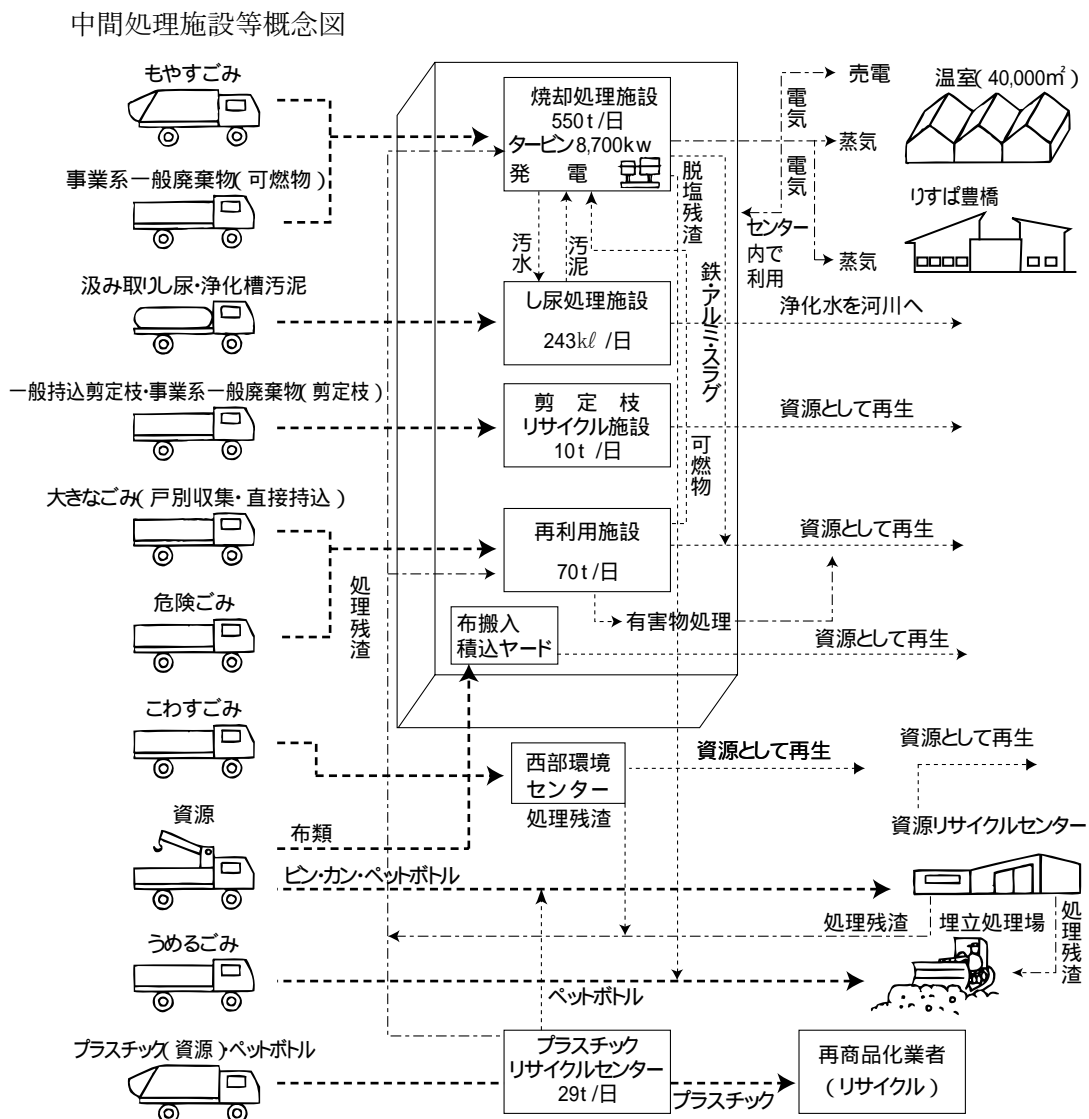 中間処理施設等概念図
もやすごみ
事業系一般廃棄物(可燃物)
汲み取りし尿・浄化槽汚泥
一般持込剪定枝・事業系一般廃棄物(剪定枝)
大きなごみ(戸別収集・直接持込)
危険ごみ
こわすごみ
資源
うめるごみ
プラスチック(資源)・ペットボトル
処理残渣
布類
ビン・カン・ペットボトル
焼却処理施設
550t/日
タービン8,700kw
発電
汚水
汚泥
し尿処理施設
243kℓ/日
剪定枝
リサイクル施設
10t/日
再利用施設
70t/日
布搬入
積込ヤード
脱塩残渣
鉄・アルミ・スラグ
可燃物
有害物処理
西部環境
センター
処理残渣
ペットボトル
プラスチック
リサイクルセンター
29t/日
プラスチック
電気
売電
蒸気
電気
センター
内で
利用
蒸気
温室(40,000㎡)
りすぱ豊橋
浄化水を河川へ
資源として再生
資源として再生
資源として再生
資源として再生
資源として再生
資源リサイクルセンター
処理残渣
埋立処理場
処理残渣
再商品化業者
(リサイクル)